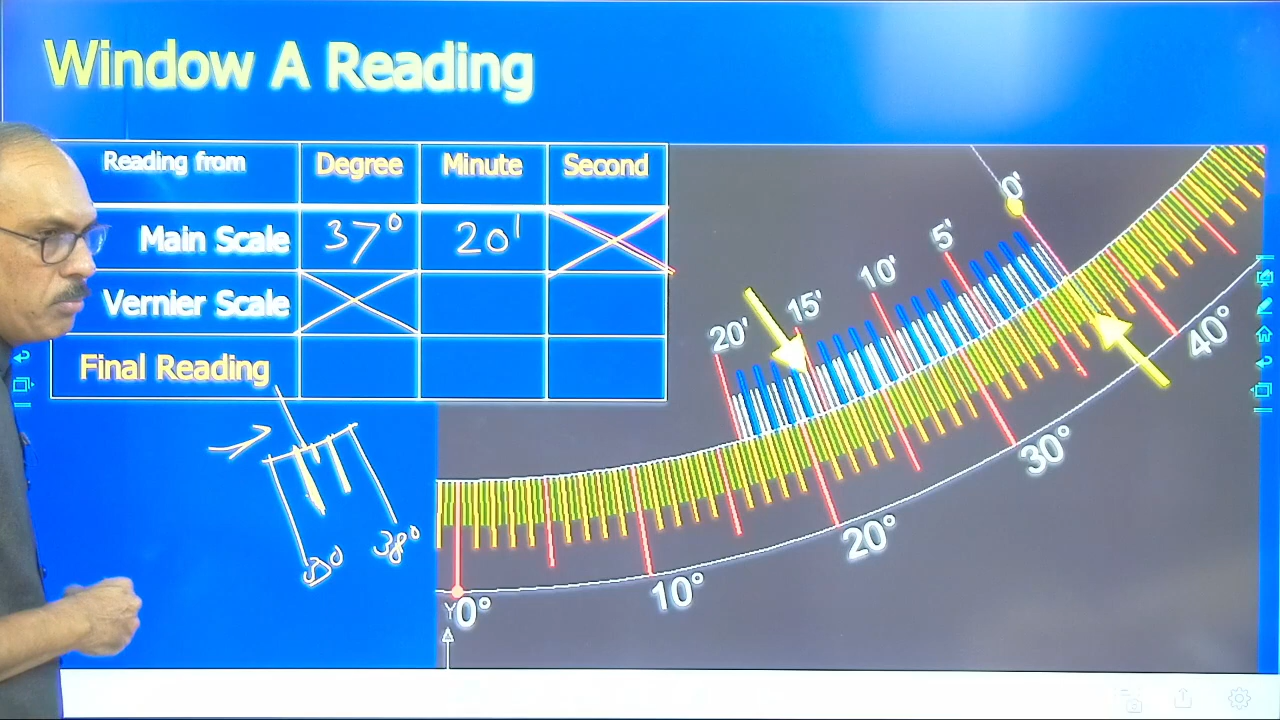 Window A Reading
Reading from Degree Minute Second
Main Scale 37° 20'
Vernier Scale
Final Reading
38°
0'
5'
10'
15'
20'
40°
30°
20°
10°
0°
Y